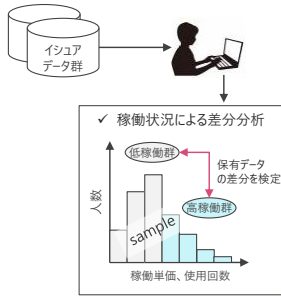 イシュア
データ群
✓ 稼働状況による差分分析
低稼働群
保有データ
の差分を検定
高稼働群
人数
sample
稼働単価、使用回数